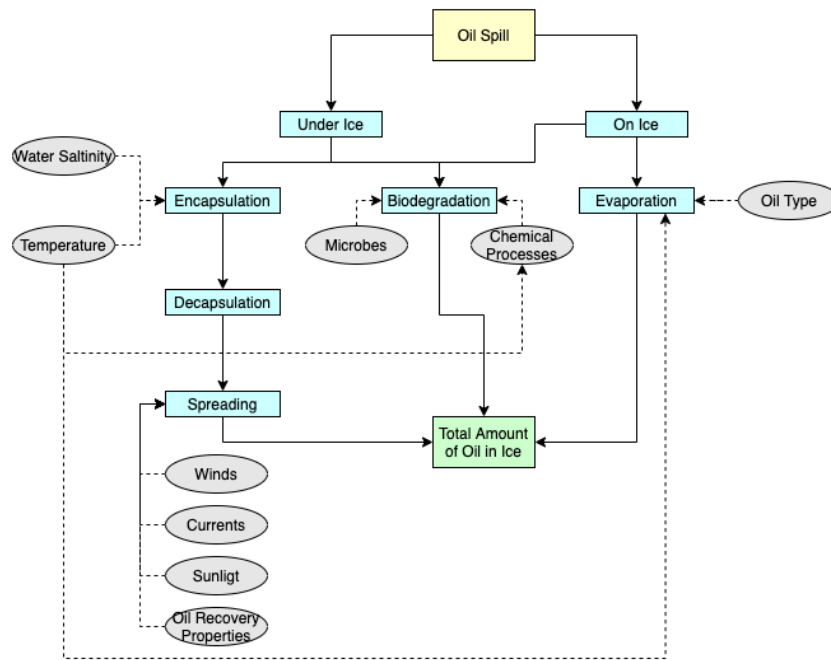 Oil Spill
Under Ice
On Ice
Water Saltinity
Encapsulation
Biodegradation
Evaporation
Oil Type
Temperature
Microbes
Chemical
Processes
Decapsulation
Spreading
Total Amount
of Oil in Ice
Winds
Currents
Sunligt
Oil Recovery
Properties